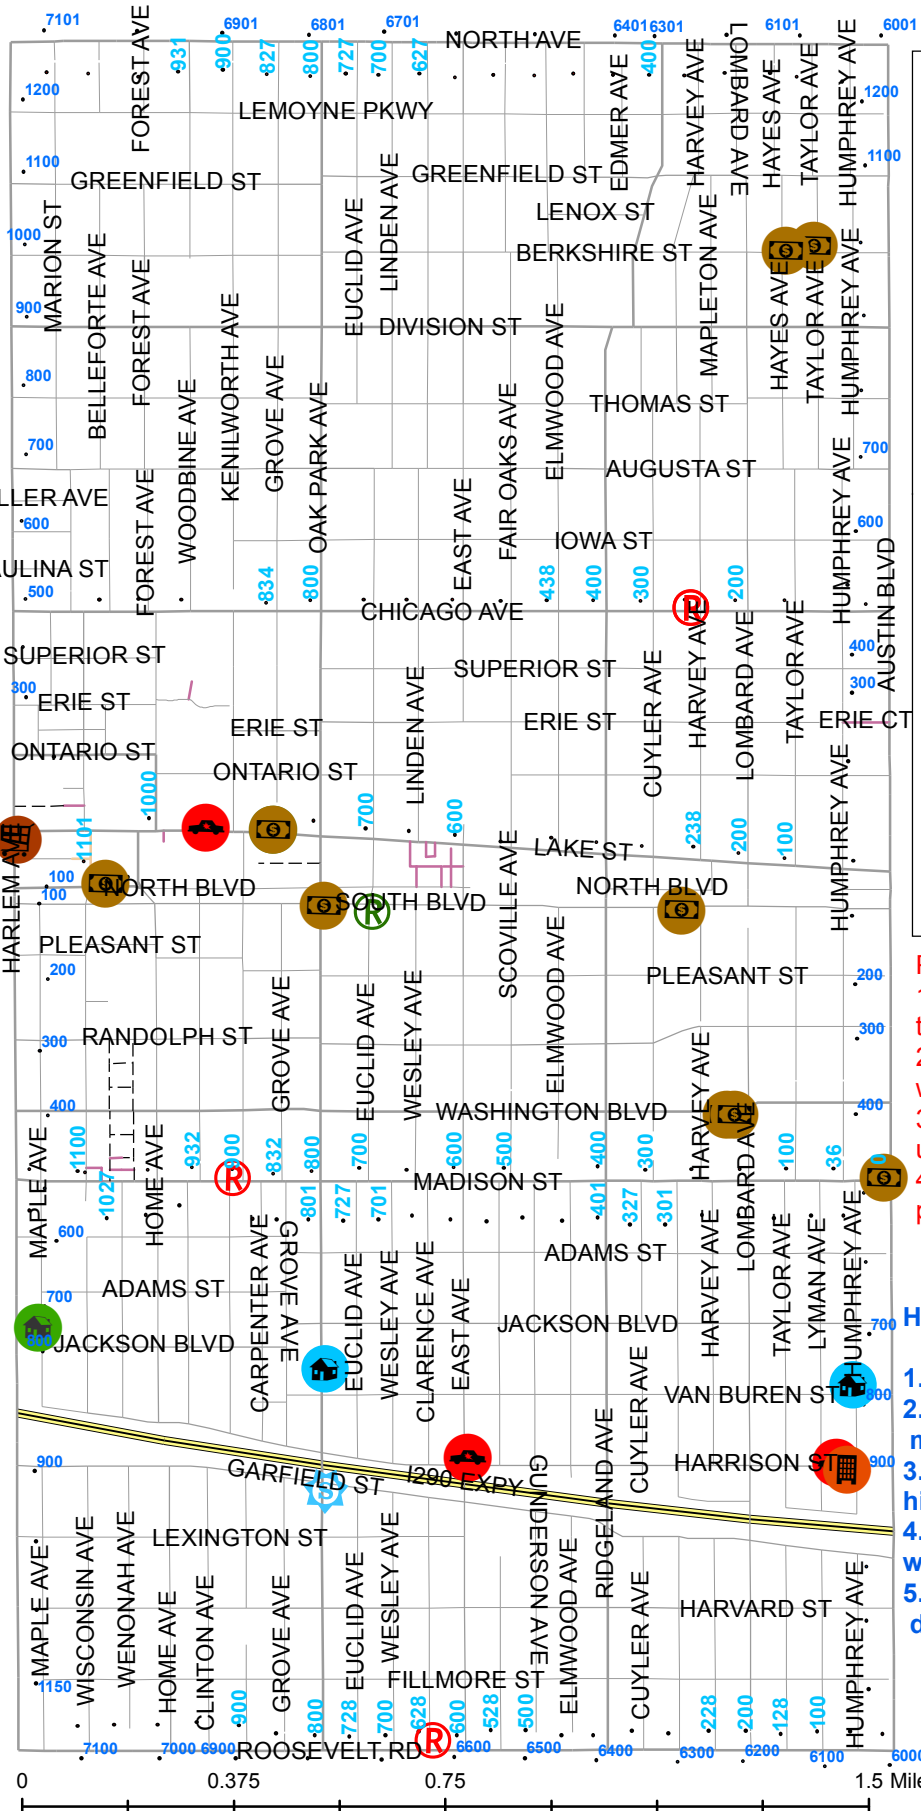 7101 6901 6801 6701 64016301 6101 6001
NORTH AVE
FOREST AVE 931 900 827 800 727 700 627 EDMER AVE 400 HARVEY AVE LOMBARD AVE HAYES AVE TAYLOR AVE HUMPHREY AVE
1200 1200
LEMOYNE PKWY
1100 1100
GREENFIELD ST GREENFIELD ST
LENOX ST
1000 BERKSHIRE ST
MARION ST BELLEFORTE AVE FOREST AVE KENILWORTH AVE EUCLID AVE LINDEN AVE MAPLETON AVE HAYES AVE TAYLOR AVE HUMPHREY AVE
900 DIVISION ST
800
WOODBINE AVE GROVE AVE OAK PARK AVE FAIR OAKS AVE ELMWOOD AVE
THOMAS ST
700 AUGUSTA ST 700
LLER AVE
600 600
FOREST AVE EAST AVE HUMPHREY AVE AUSTIN BLVD
IOWA ST
AULINA ST
500 834 800 438 400 300 200
CHICAGO AVE R
SUPERIOR ST SUPERIOR ST 400
300 300
ERIE ST ERIE ST ERIE ST ERIE CT
LINDEN AVE CUYLER AVE HARVEY AVE LOMBARD AVE TAYLOR AVE
ONTARIO ST ONTARIO ST
1101 1000 700 600 238 200 100
HARLEM AVE LAKE ST HUMPHREY AVE
100 NORTH BLVD NORTH BLVD
100 SOUTH BLVD R
SCOVILLE AVE
PLEASANT ST PLEASANT ST
200 200
GROVE AVE EUCLID AVE WESLEY AVE ELMWOOD AVE
300 RANDOLPH ST 300
HARVEY AVE
400 WASHINGTON BLVD 400
LOMBARD AVE
1100 932 900 832 800 700 600 500 400 300 100 36 0
R MADISON ST
1027 801 727 701 401 327 301
MAPLE AVE HOME AVE
600 ADAMS ST
CARPENTER AVE GROVE AVE EUCLID AVE WESLEY AVE CLARENCE AVE EAST AVE HARVEY AVE TAYLOR AVE LYMAN AVE HUMPHREY AVE
700 ADAMS ST
800 JACKSON BLVD JACKSON BLVD 700
H
VAN BUREN ST 800
CUYLER AVE
900 HARRISON ST 900
GARFIELD ST I290 EXPY
S
GUNDERSON AVE RIDGELAND AVE
LEXINGTON ST
MAPLE AVE WISCONSIN AVE WENONAH AVE HOME AVE CLINTON AVE GROVE AVE EUCLID AVE WESLEY AVE ELMWOOD AVE CUYLER AVE HUMPHREY AVE
HARVARD ST
1150 FILLMORE ST
900 800 728 700 628 600 528 500 228 200 128 100
R
7100 7000 6900 ROOSEVELT RD 6600 6500 6400 6300 6200 6100 6000
0 0.375 0.75 1.5 Mile
1.
2.
3.
4.
1.
2.
m
3.
hi
4.
w
5.
d